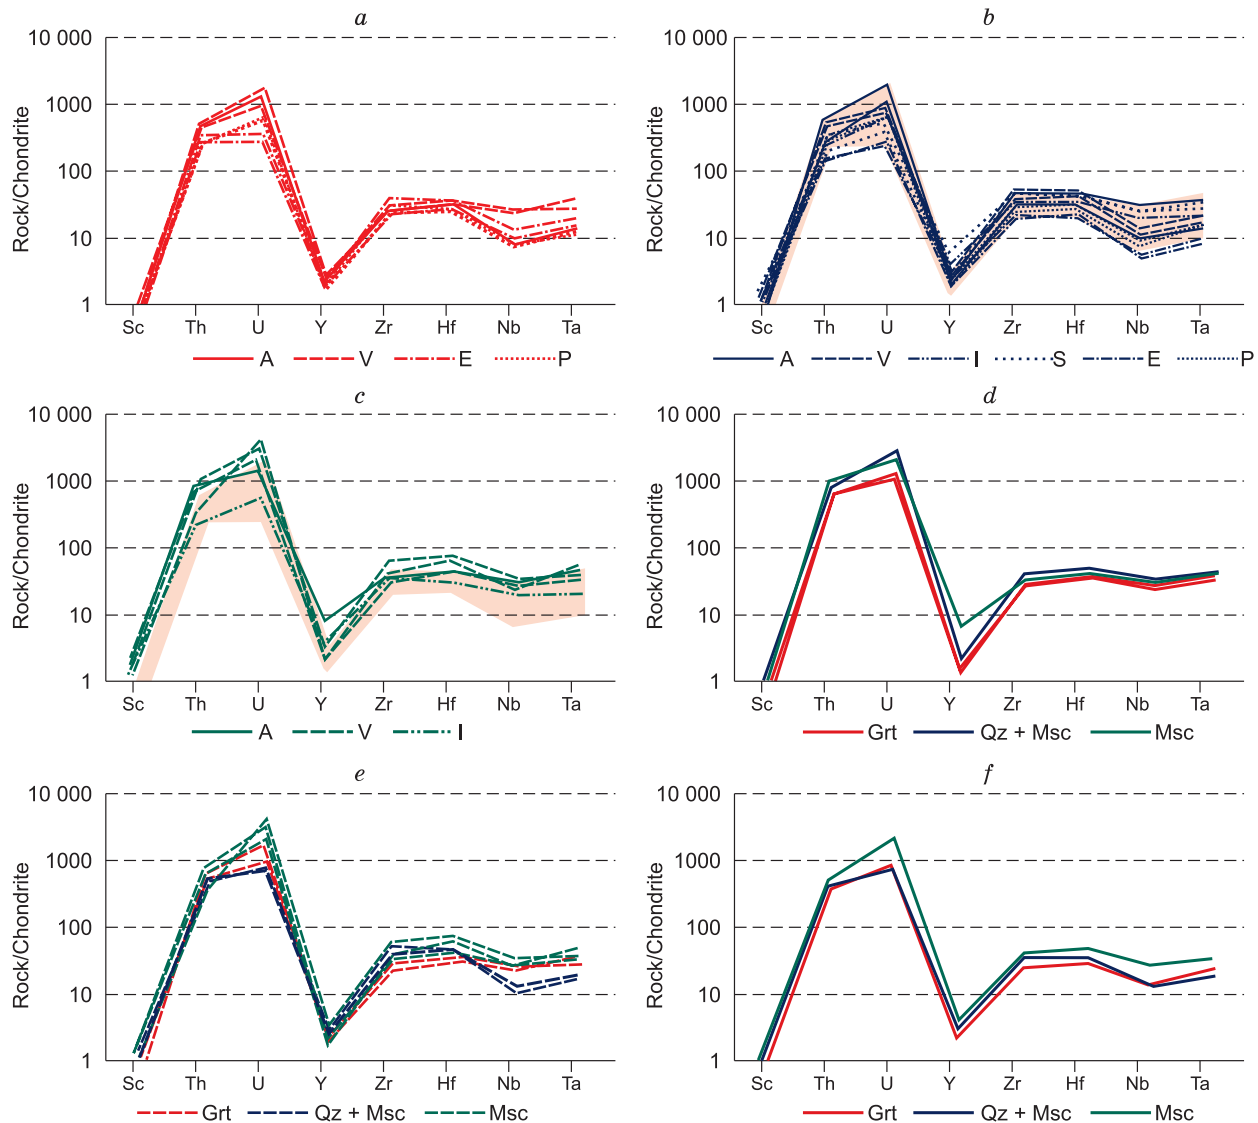 a
10 000
1000
100
10
1
Rock/Chondrite
Sc Th U Y Zr Hf Nb Ta
A V E P
b
10 000
1000
100
10
1
Rock/Chondrite
Sc Th U Y Zr Hf Nb Ta
A V I S E P
c
10 000
1000
100
10
1
Rock/Chondrite
Sc Th U Y Zr Hf Nb Ta
A V I
d
10 000
1000
100
10
1
Rock/Chondrite
Sc Th U Y Zr Hf Nb Ta
Grt Qz + Msc Msc
e
10 000
1000
100
10
1
Rock/Chondrite
Sc Th U Y Zr Hf Nb Ta
Grt Qz + Msc Msc
f
10 000
1000
100
10
1
Rock/Chondrite
Sc Th U Y Zr Hf Nb Ta
Grt Qz + Msc Msc